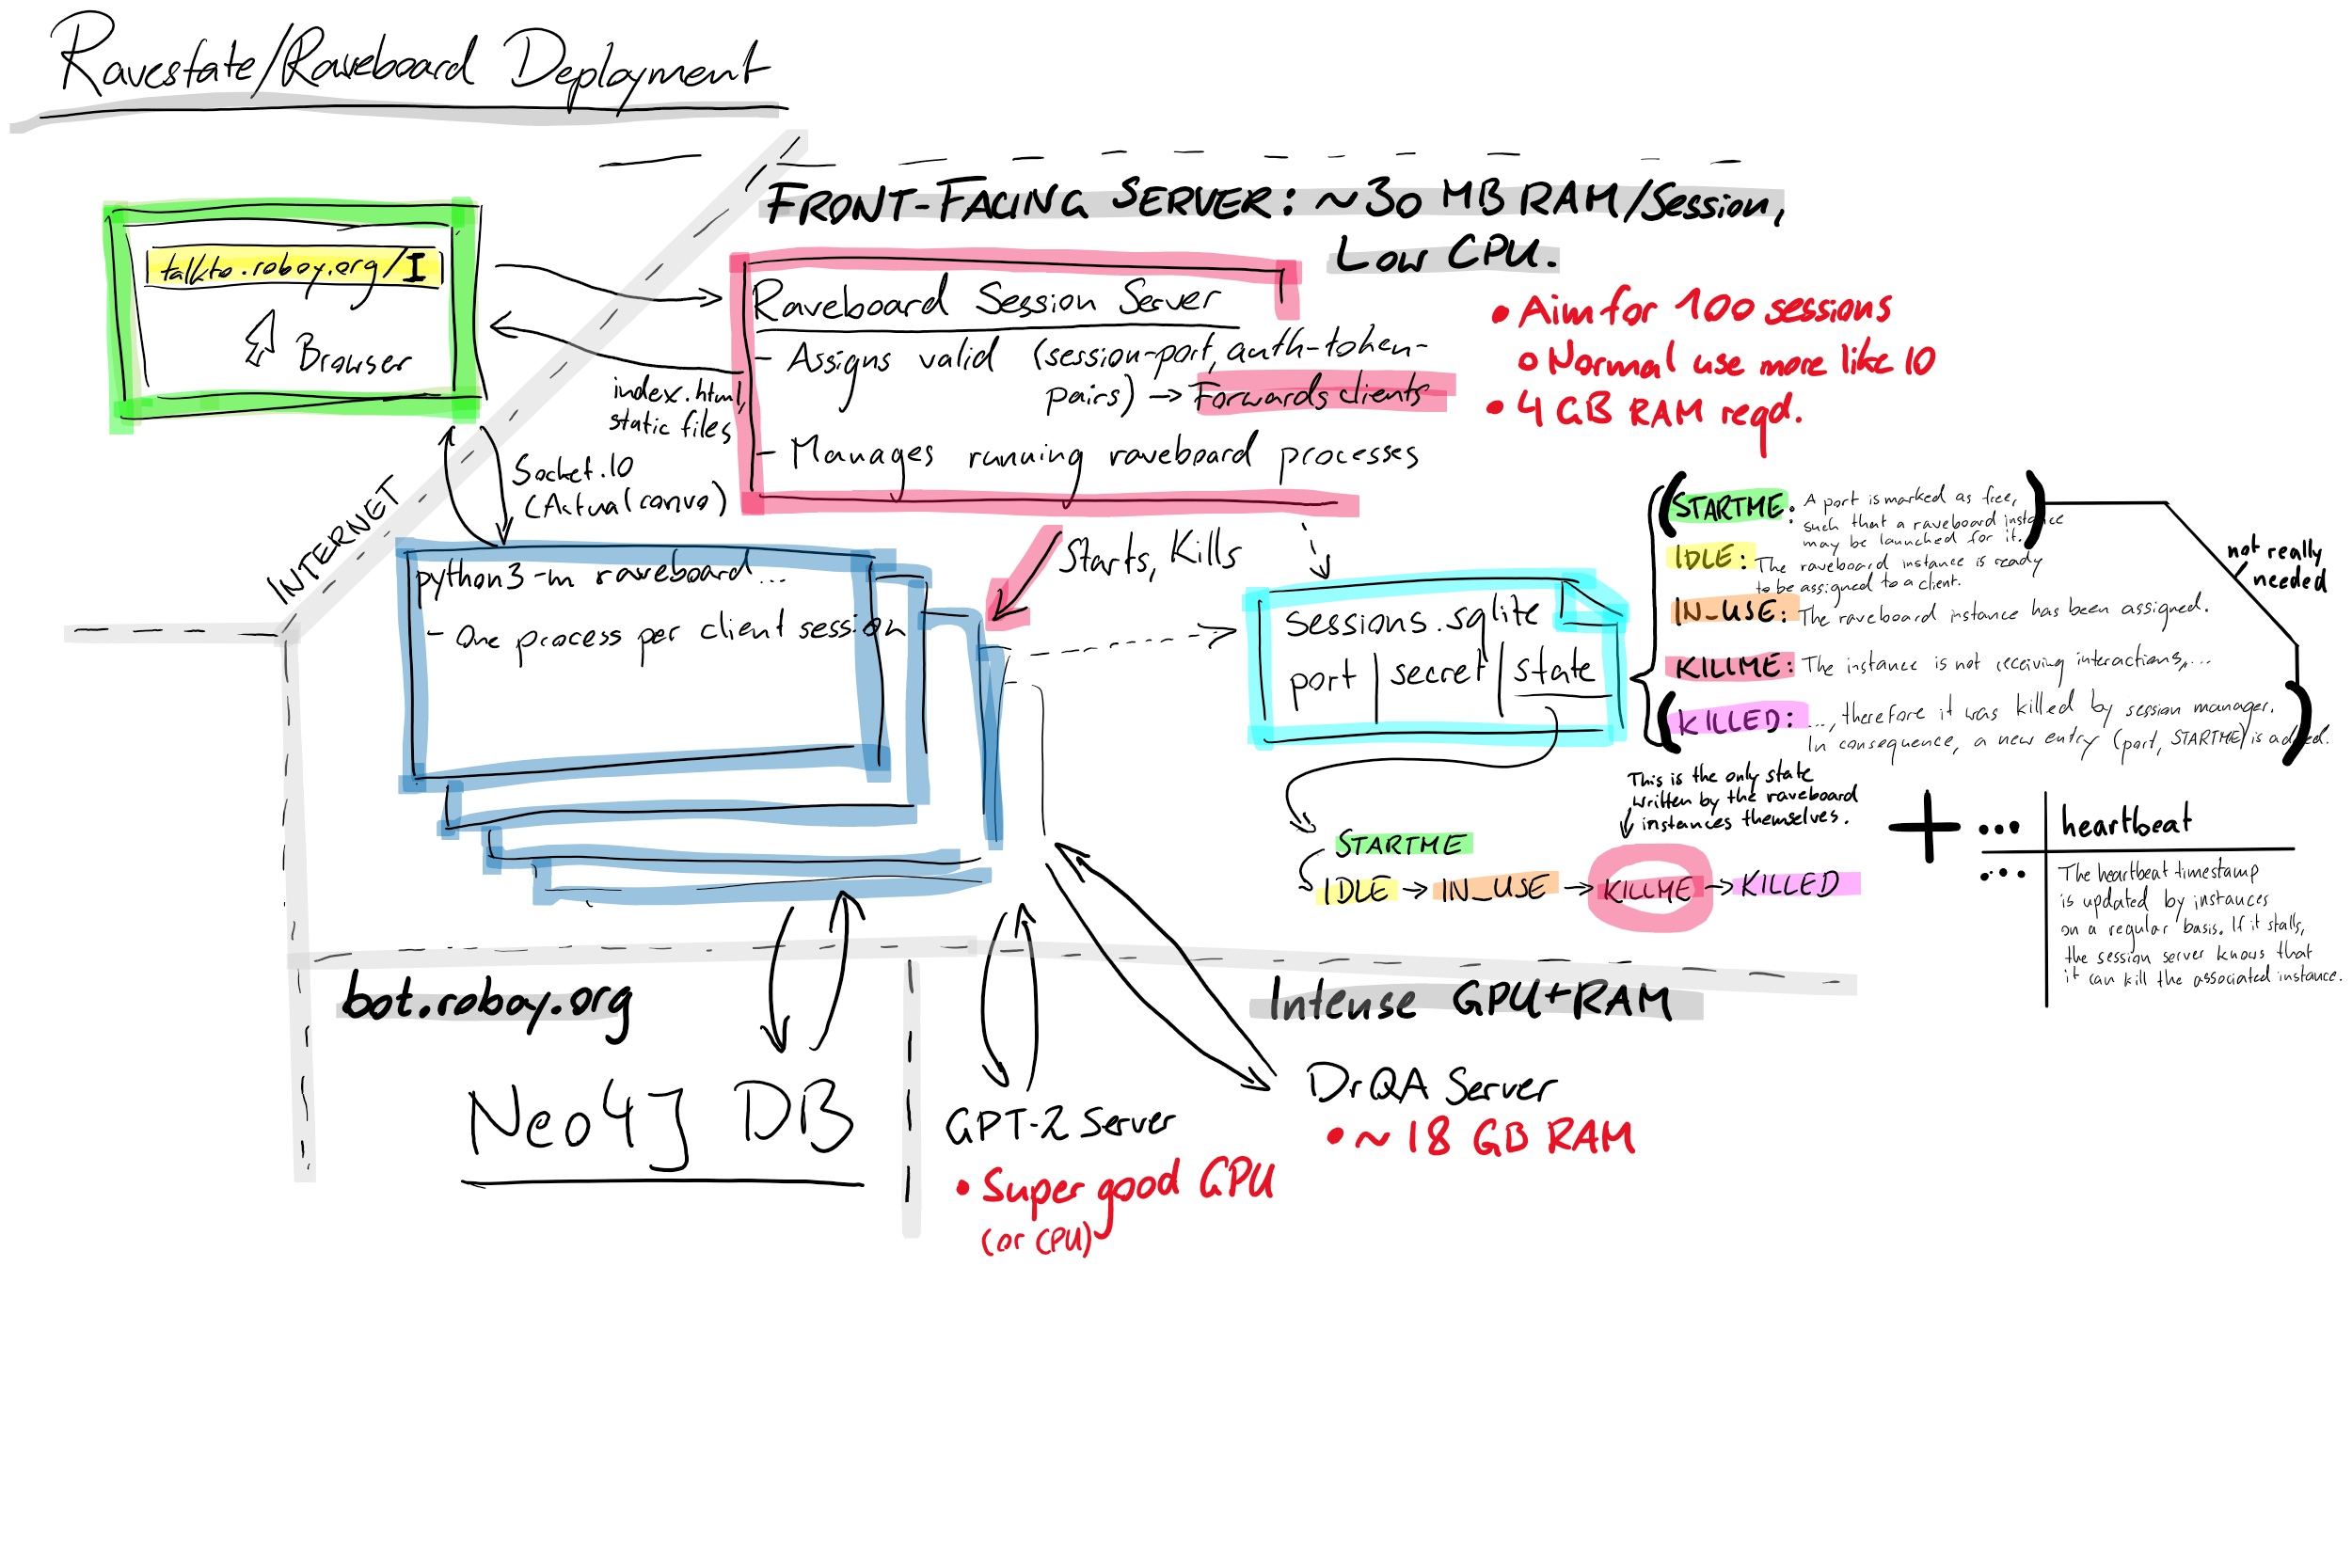 Ravestate/Raveboard Deployment
FRONT-FACING SERVER: ~30 MB RAM/Session,
Low CPU.
talkto.roboy.org/I
Browser
Raveboard Session Server
- Assigns valid (session-port, auth-token-
pairs) → Forwards clients
- Manages running raveboard processes
index.html,
static files
• Aim for 100 sessions
o Normal use more like 10
• 4 GB RAM reqd.
Socket.IO
(Actual convo)
INTERNET
python3 -m raveboard...
- One process per client session
Starts, Kills
sessions.sqlite
port | secret | state
(STARTME: A port is marked as free,
such that a raveboard instance
may be launched for it.)
IDLE: The raveboard instance is ready
to be assigned to a client.
IN_USE: The raveboard instance has been assigned.
KILLME: The instance is not receiving interactions,...
(KILLED: ..., therefore it was killed by session manager.
In consequence, a new entry (port, STARTME) is added.)
not really
needed
This is the only state
written by the raveboard
instances themselves.
STARTME
IDLE → IN_USE → KILLME → KILLED
+ ... | heartbeat
... | The heartbeat timestamp
is updated by instances
on a regular basis. If it stalls,
the session server knows that
it can kill the associated instance.
bot.roboy.org
Neo4J DB
Intense GPU+RAM
GPT-2 Server
• Super good GPU
(or CPU)
DrQA Server
• ~18 GB RAM